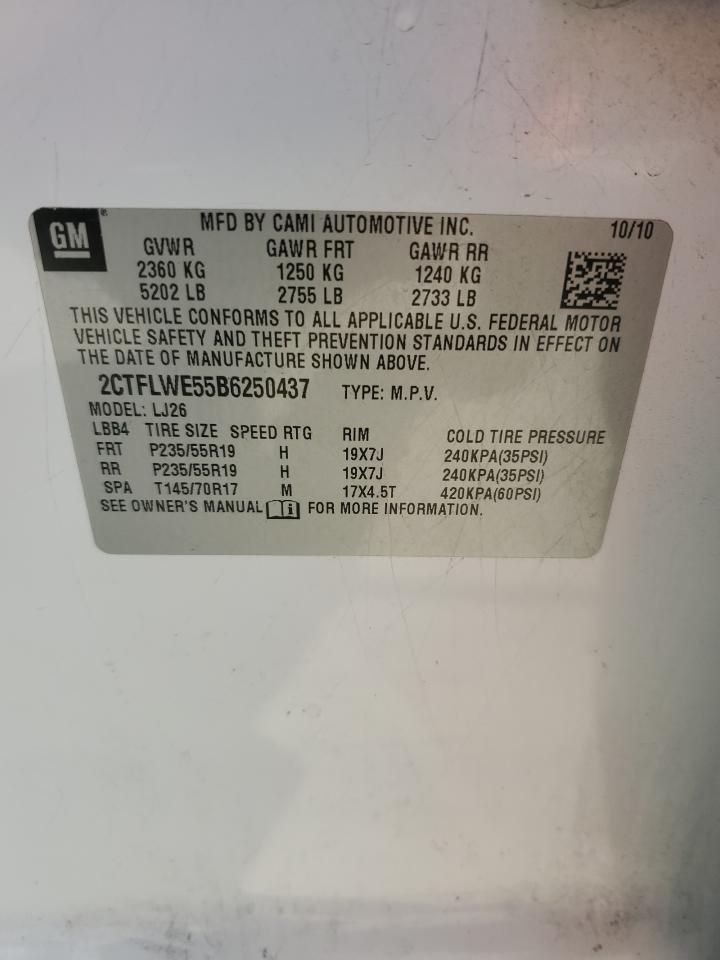 GM®
MFD BY CAMI AUTOMOTIVE INC. 10/10
GVWR GAWR FRT GAWR RR
2360 KG 1250 KG 1240 KG
5202 LB 2755 LB 2733 LB
THIS VEHICLE CONFORMS TO ALL APPLICABLE U.S. FEDERAL MOTOR
VEHICLE SAFETY AND THEFT PREVENTION STANDARDS IN EFFECT ON
THE DATE OF MANUFACTURE SHOWN ABOVE.
2CTFLWE55B6250437 TYPE: M.P.V.
MODEL: LJ26
LBB4 TIRE SIZE SPEED RTG RIM COLD TIRE PRESSURE
FRT P235/55R19 H 19X7J 240KPA(35PSI)
RR P235/55R19 H 19X7J 240KPA(35PSI)
SPA T145/70R17 M 17X4.5T 420KPA(60PSI)
SEE OWNER'S MANUAL i FOR MORE INFORMATION.